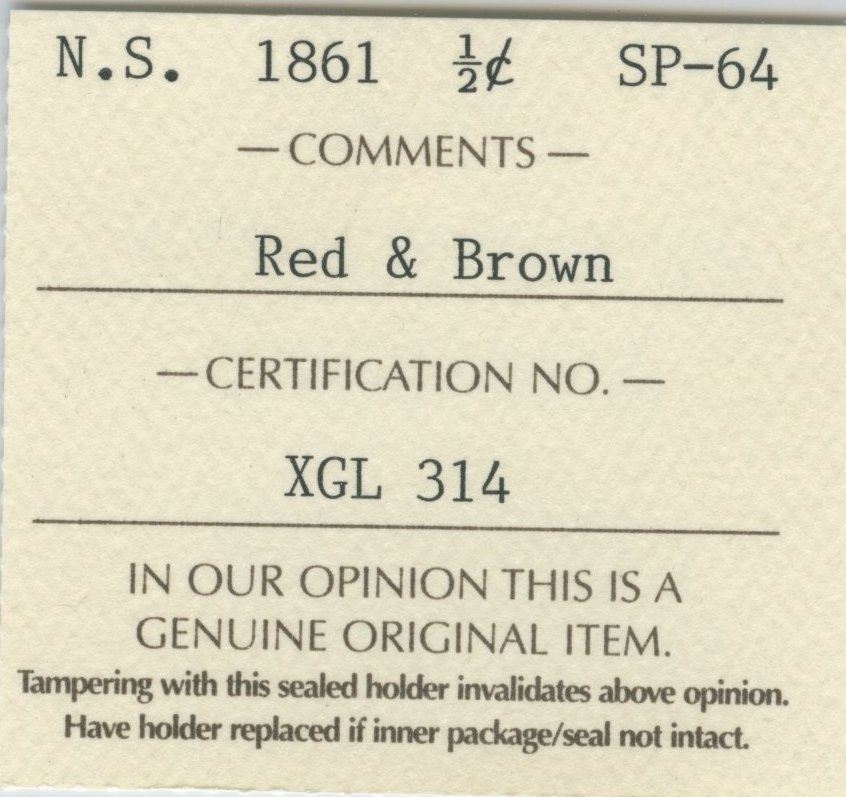 N.S. 1861 ½¢ SP-64
— COMMENTS —
Red & Brown
— CERTIFICATION NO. —
XGL 314
IN OUR OPINION THIS IS A
GENUINE ORIGINAL ITEM.
Tampering with this sealed holder invalidates above opinion.
Have holder replaced if inner package/seal not intact.